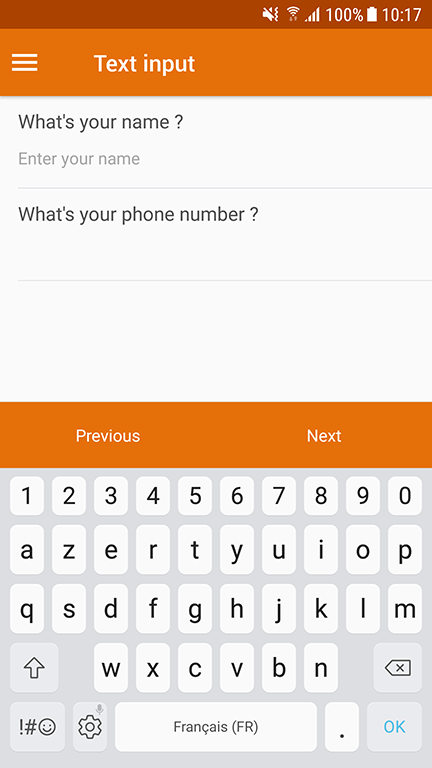 100% 10:17
Text input
What's your name ?
Enter your name
What's your phone number ?
Previous Next
1 2 3 4 5 6 7 8 9 0
a z e r t y u i o p
q s d f g h j k l m
w x c v b n
!#☺ Français (FR) . OK